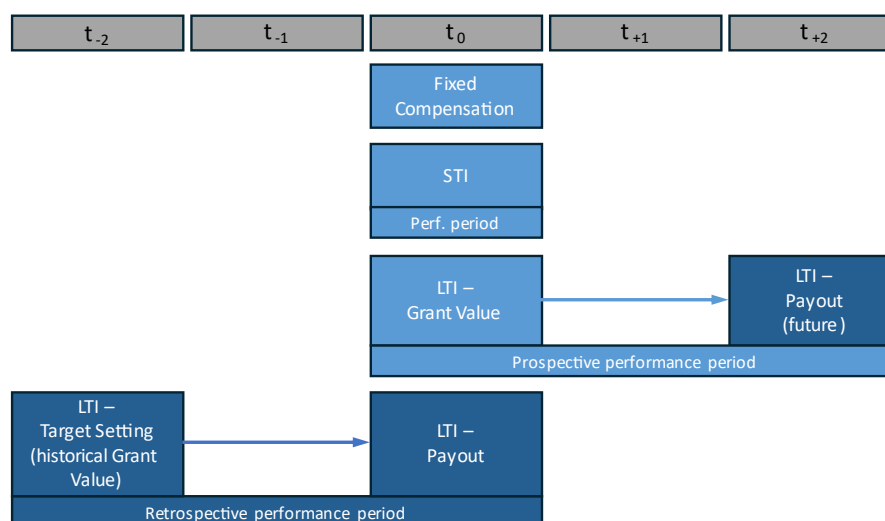 t-2 t-1 t0 t+1 t+2
Fixed
Compensation
STI
Perf. period
LTI –
Grant Value
LTI –
Payout
(future)
Prospective performance period
LTI –
Target Setting
(historical Grant
Value)
LTI –
Payout
Retrospective performance period